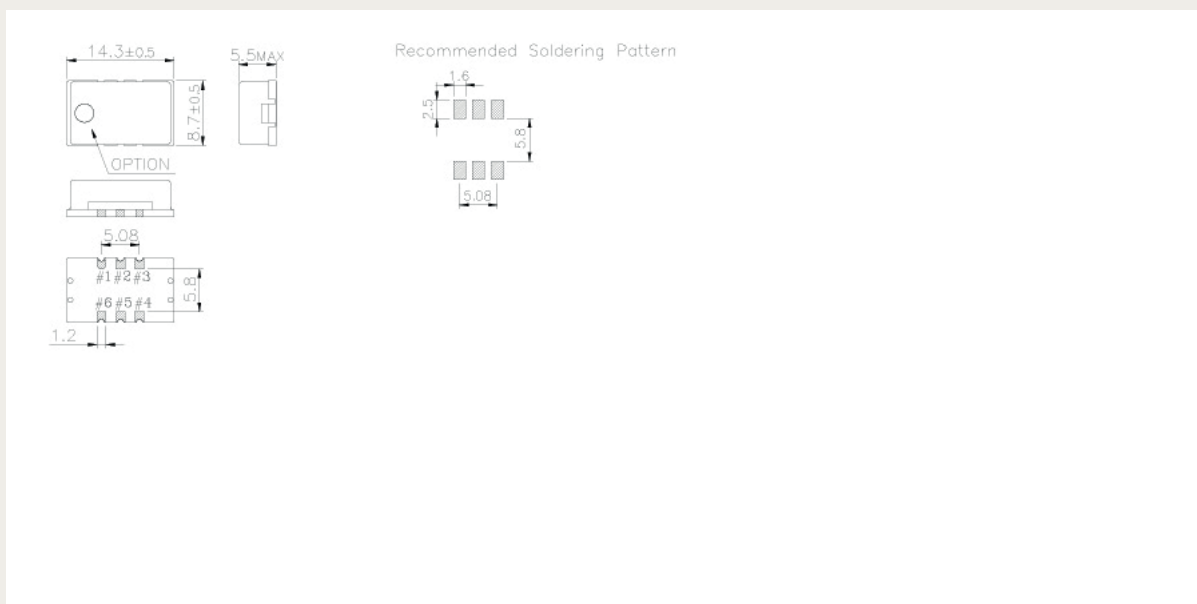 14.3±0.5
5.5MAX
Recommended Soldering Pattern
1.6
2.5
8.7±0.5
5.8
OPTION
5.08
5.08
#1 #2 #3
5.8
#6 #5 #4
1.2